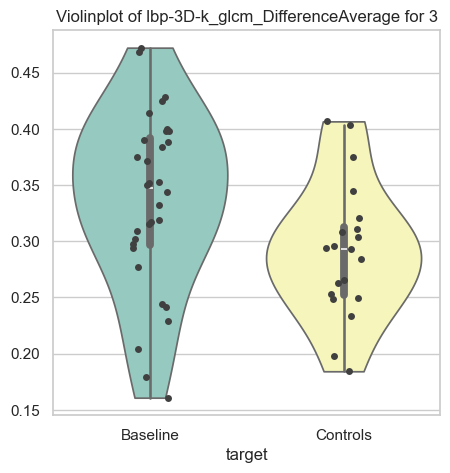 Violinplot of lbp-3D-k_glcm_DifferenceAverage for 3
0.45
0.40
0.35
0.30
0.25
0.20
0.15
Baseline
Controls
target